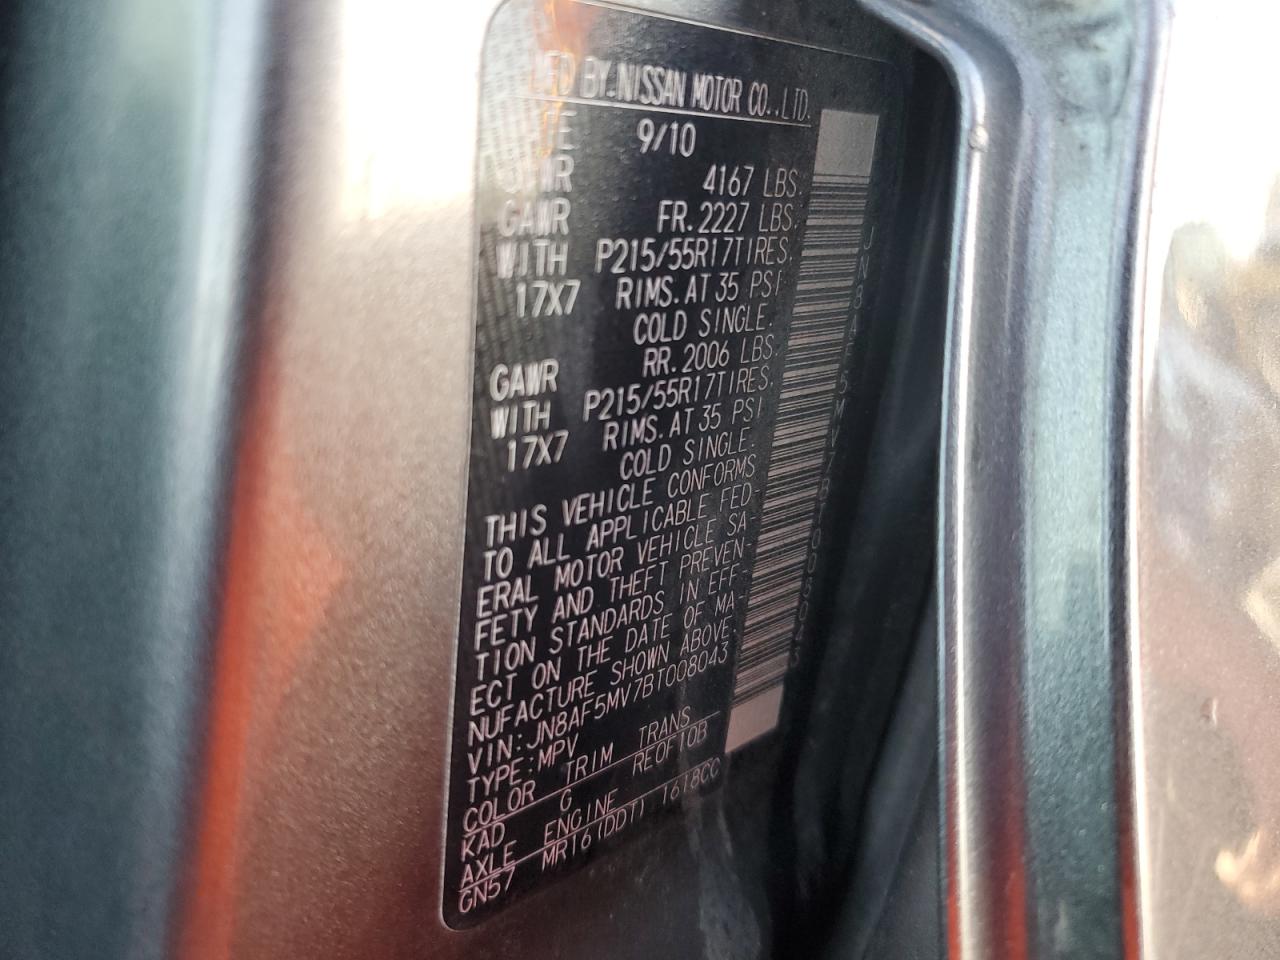 MFD BY:NISSAN MOTOR CO.,LTD.
DATE 9/10
GVWR 4167 LBS.
GAWR FR.2227 LBS.
WITH P215/55R17TIRES.
17X7 RIMS.AT 35 PSI
COLD SINGLE.
GAWR RR.2006 LBS.
WITH P215/55R17TIRES.
17X7 RIMS.AT 35 PSI
COLD SINGLE.
THIS VEHICLE CONFORMS
TO ALL APPLICABLE FED-
ERAL MOTOR VEHICLE SA-
FETY AND THEFT PREVEN-
TION STANDARDS IN EFF-
ECT ON THE DATE OF MA-
NUFACTURE SHOWN ABOVE.
VIN:JN8AF5MV7BT008043
TYPE:MPV
COLOR TRIM TRANS
KAD G REOF10B
AXLE ENGINE
GN57 MR16(DDT) 1618CC
JN8AF5MV7BT008043